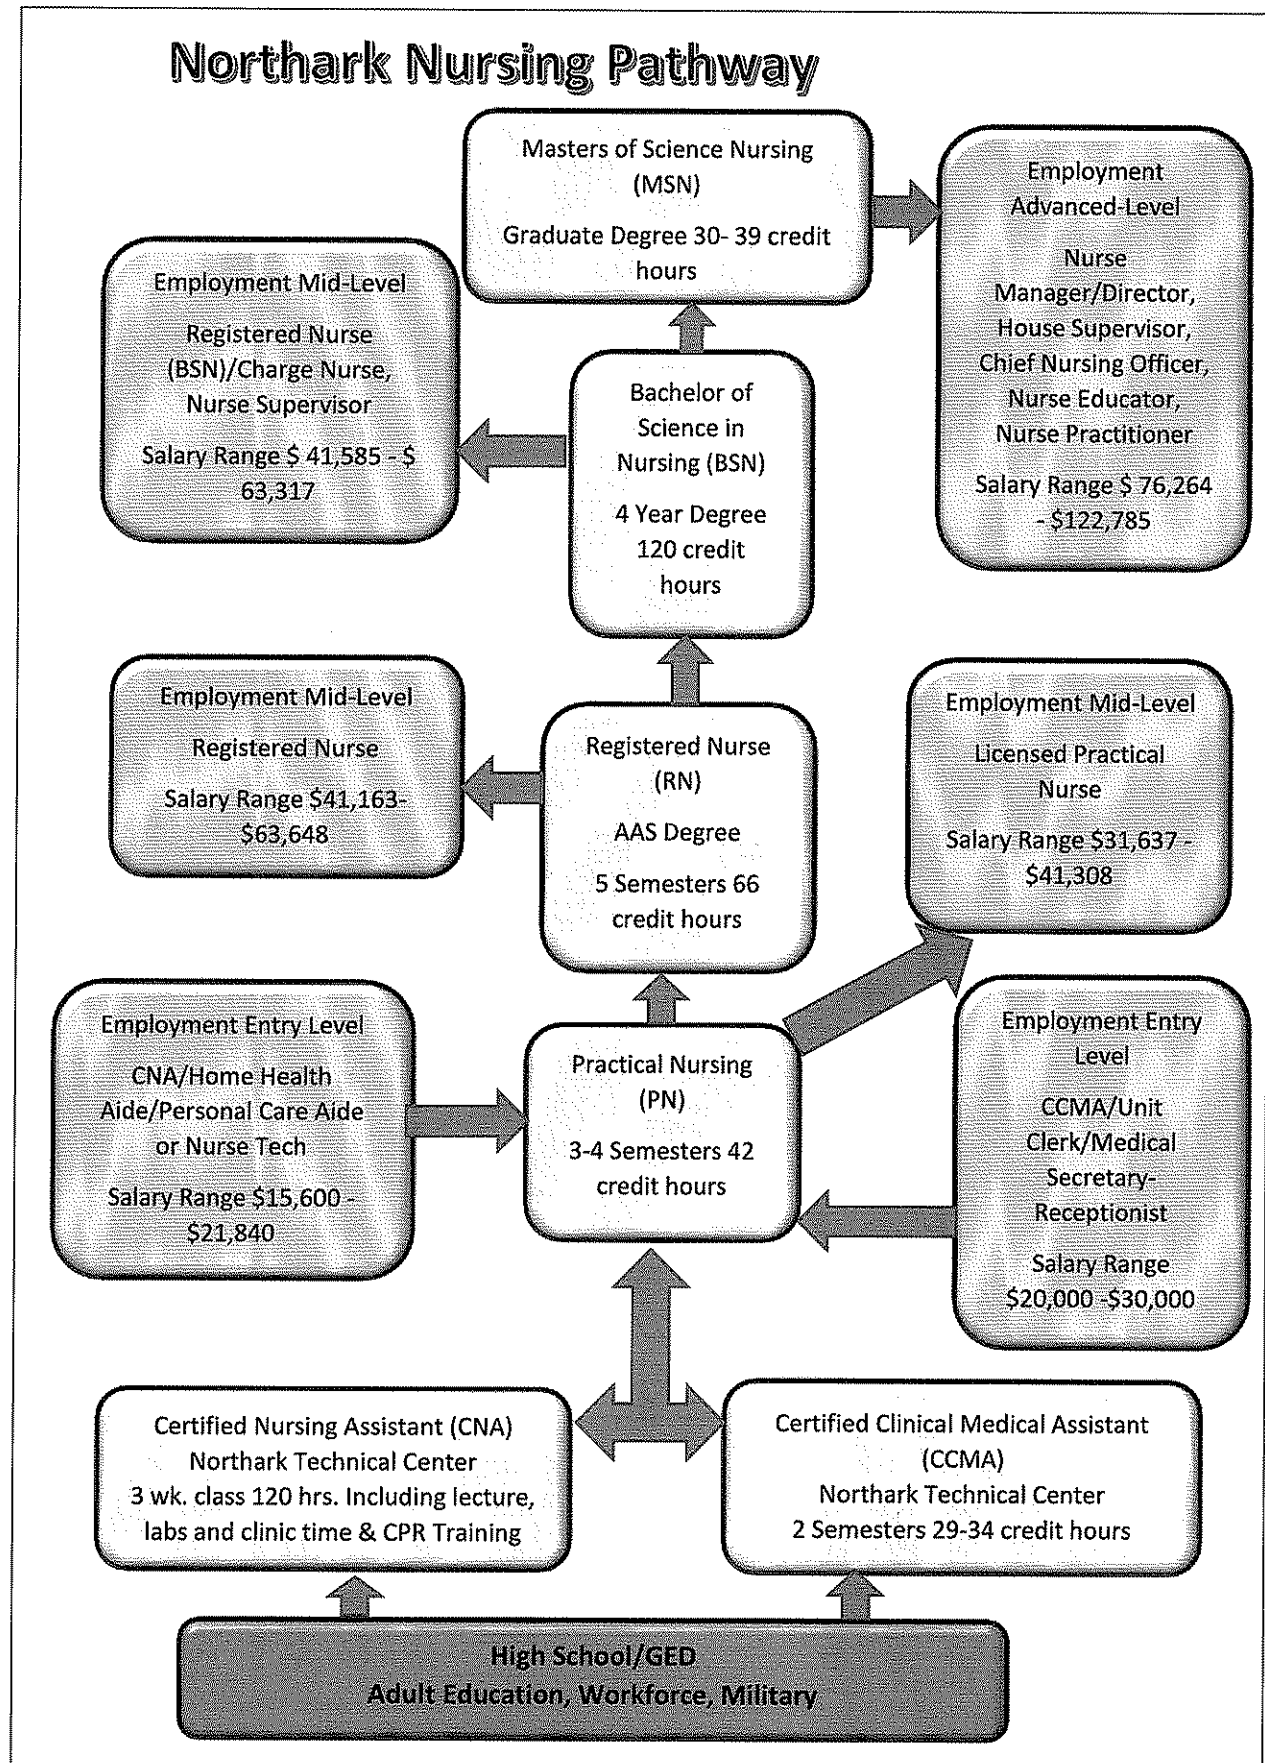 Northark Nursing Pathway
Masters of Science Nursing
(MSN)
Graduate Degree 30- 39 credit
hours
Employment
Advanced-Level
Nurse
Manager/Director,
House Supervisor,
Chief Nursing Officer,
Nurse Educator,
Nurse Practitioner
Salary Range $ 76,264
- $122,785
Employment Mid-Level
Registered Nurse
(BSN)/Charge Nurse,
Nurse Supervisor
Salary Range $ 41,585 - $
63,317
Bachelor of
Science in
Nursing (BSN)
4 Year Degree
120 credit
hours
Employment Mid-Level
Registered Nurse
Salary Range $41,163-
$63,648
Registered Nurse
(RN)
AAS Degree
5 Semesters 66
credit hours
Employment Mid-Level
Licensed Practical
Nurse
Salary Range $31,637 -
$41,308
Employment Entry Level
CNA/Home Health
Aide/Personal Care Aide
or Nurse Tech
Salary Range $15,600 -
$21,840
Practical Nursing
(PN)
3-4 Semesters 42
credit hours
Employment Entry
Level
CCMA/Unit
Clerk/Medical
Secretary-
Receptionist
Salary Range
$20,000 -$30,000
Certified Nursing Assistant (CNA)
Northark Technical Center
3 wk. class 120 hrs. Including lecture,
labs and clinic time & CPR Training
Certified Clinical Medical Assistant
(CCMA)
Northark Technical Center
2 Semesters 29-34 credit hours
High School/GED
Adult Education, Workforce, Military